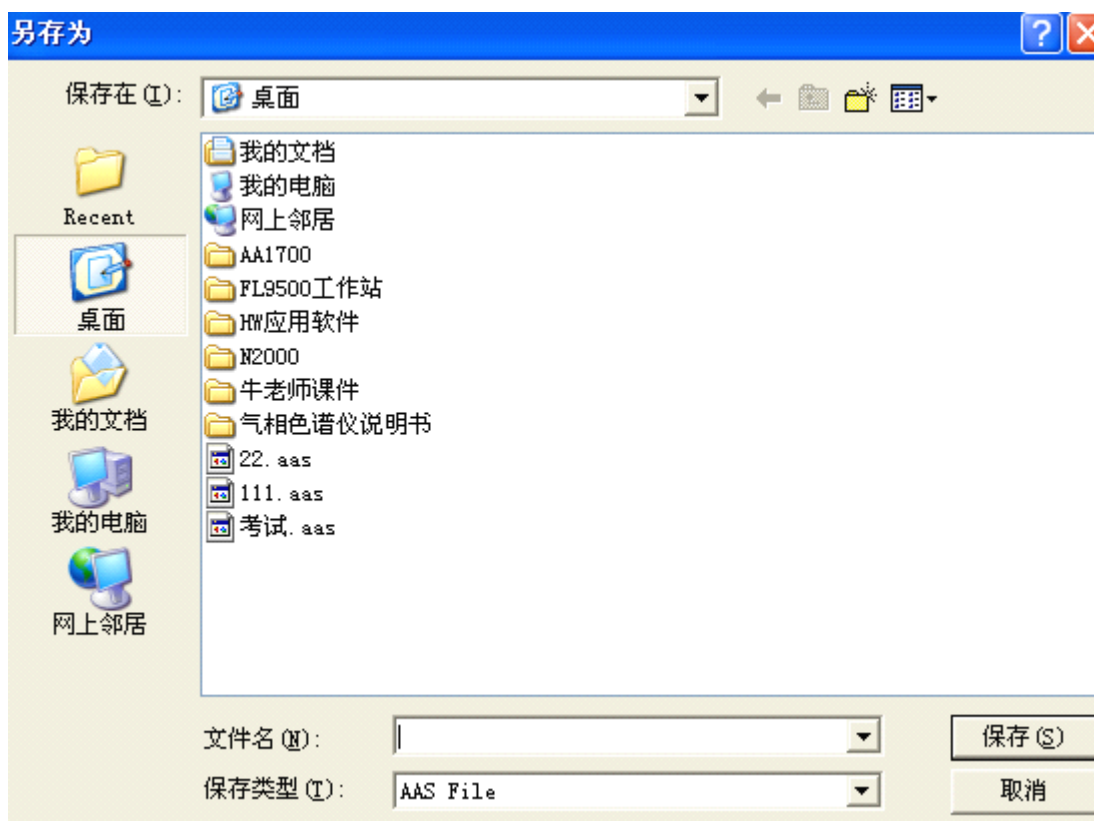 另存为
保存在(I):
桌面
Recent
桌面
我的文档
我的电脑
网上邻居
我的文档
我的电脑
网上邻居
AA1700
FL9500工作站
HW应用软件
N2000
牛老师课件
气相色谱仪说明书
22.aas
111.aas
考试.aas
文件名(N):
保存(S)
保存类型(T):
AAS File
取消